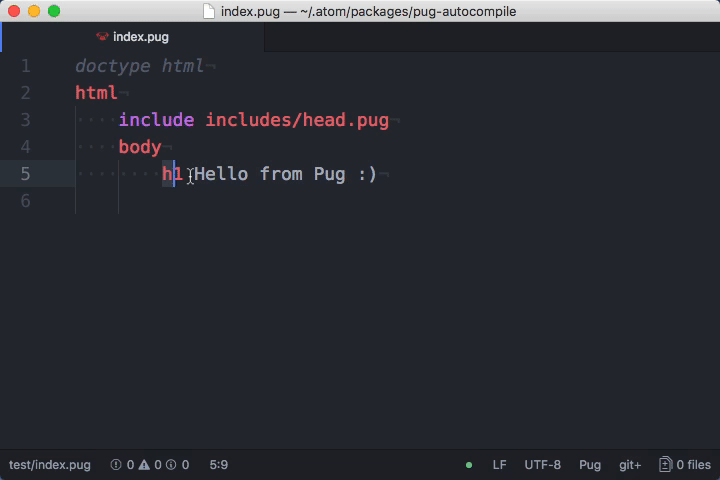 index.pug — ~/.atom/packages/pug-autocompile
index.pug
1 doctype html¬
2 html¬
3 ····include includes/head.pug¬
4 ····body¬
5 ········h1 Hello from Pug :)¬
6
test/index.pug 0 0 0 5:9 LF UTF-8 Pug git+ 0 files